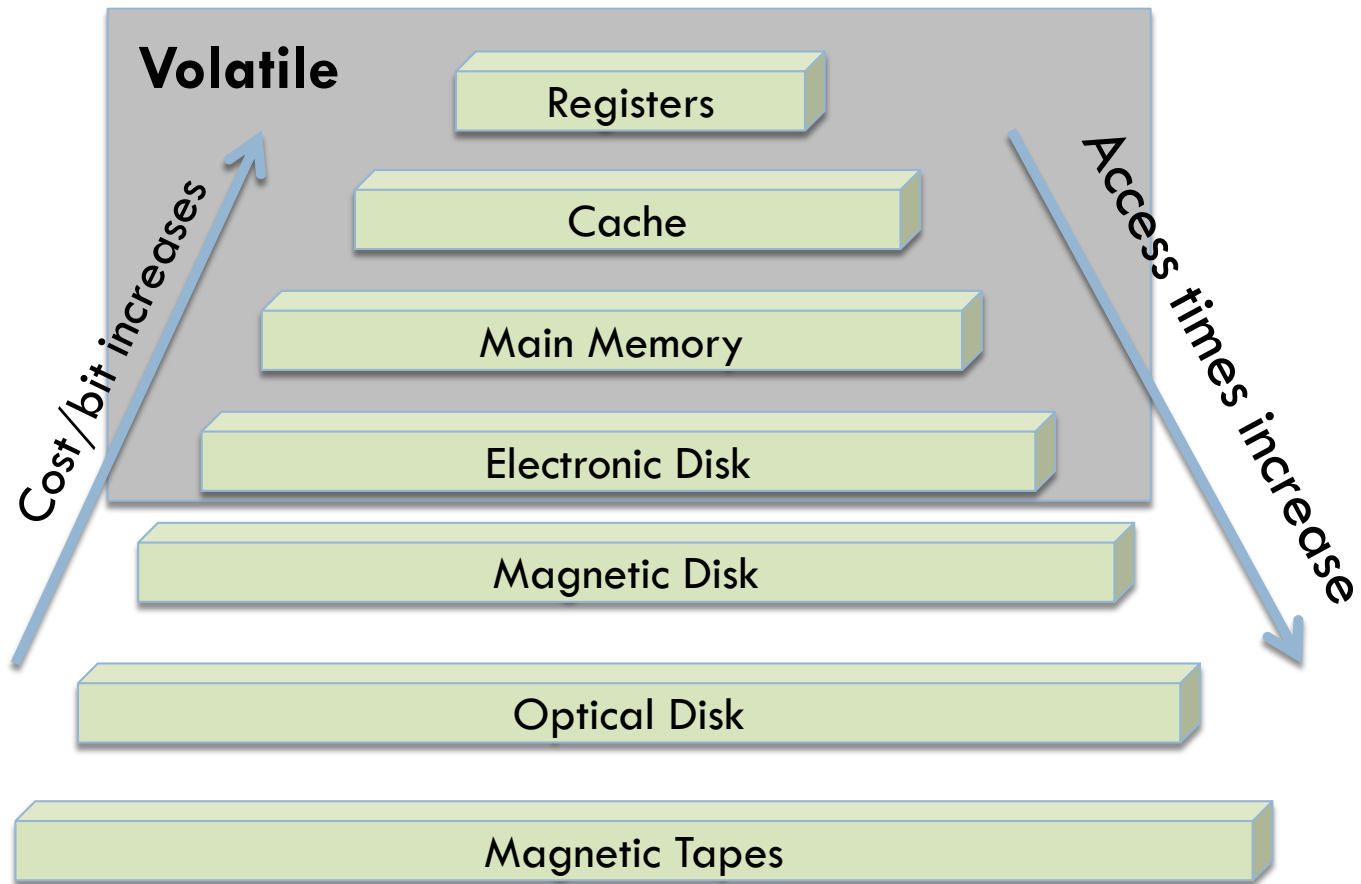 Volatile
Registers
Cache
Main Memory
Electronic Disk
Magnetic Disk
Optical Disk
Magnetic Tapes
Cost/bit increases
Access times increase